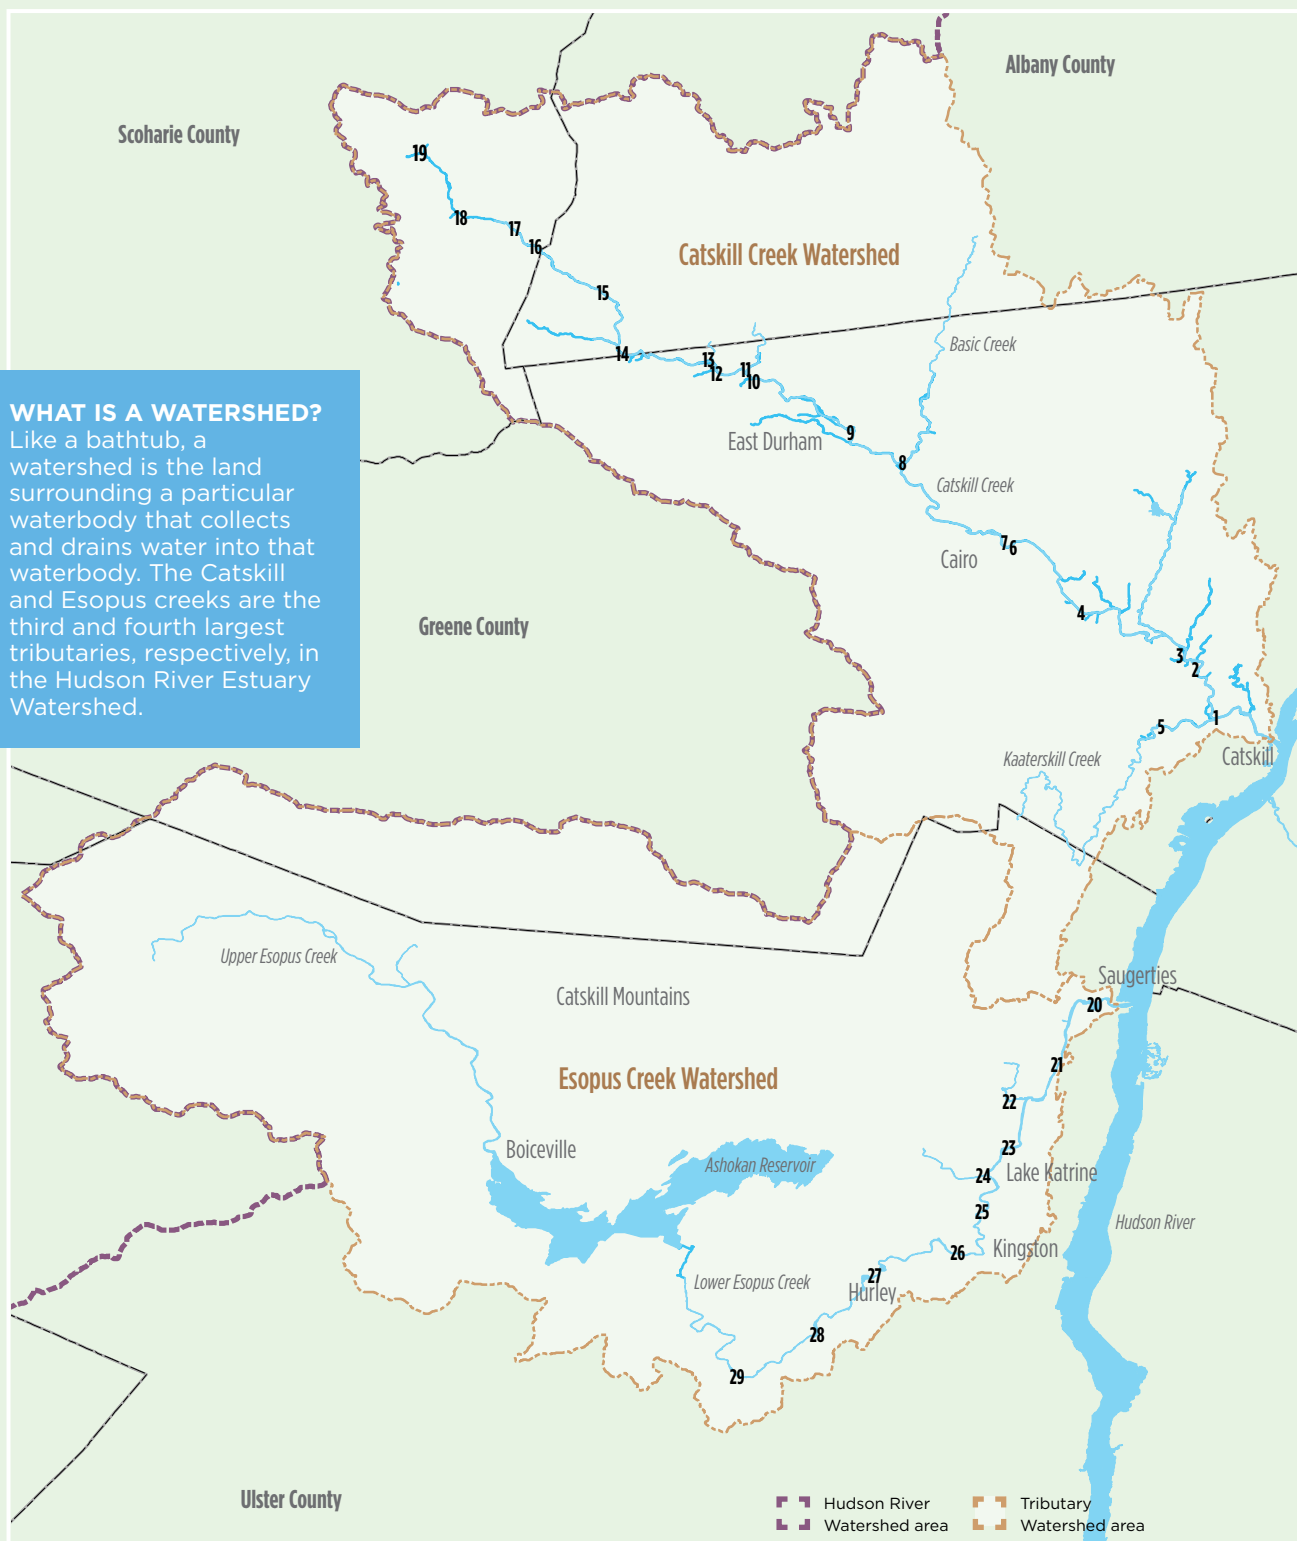 Albany County
Scoharie County
19
18
17
16
Catskill Creek Watershed
15
Basic Creek
14
13
12
11
10
WHAT IS A WATERSHED?
Like a bathtub, a
watershed is the land
surrounding a particular
waterbody that collects
and drains water into that
waterbody. The Catskill
and Esopus creeks are the
third and fourth largest
tributaries, respectively, in
the Hudson River Estuary
Watershed.
9
East Durham
8
Catskill Creek
7
6
Cairo
4
Greene County
3
2
1
5
Catskill
Kaaterskill Creek
Upper Esopus Creek
Saugerties
Catskill Mountains
20
21
Esopus Creek Watershed
22
Boiceville
23
Ashokan Reservoir
24
Lake Katrine
25
Hudson River
26
Kingston
27
Lower Esopus Creek
Hurley
28
29
Ulster County
Hudson River
Watershed area
Tributary
Watershed area